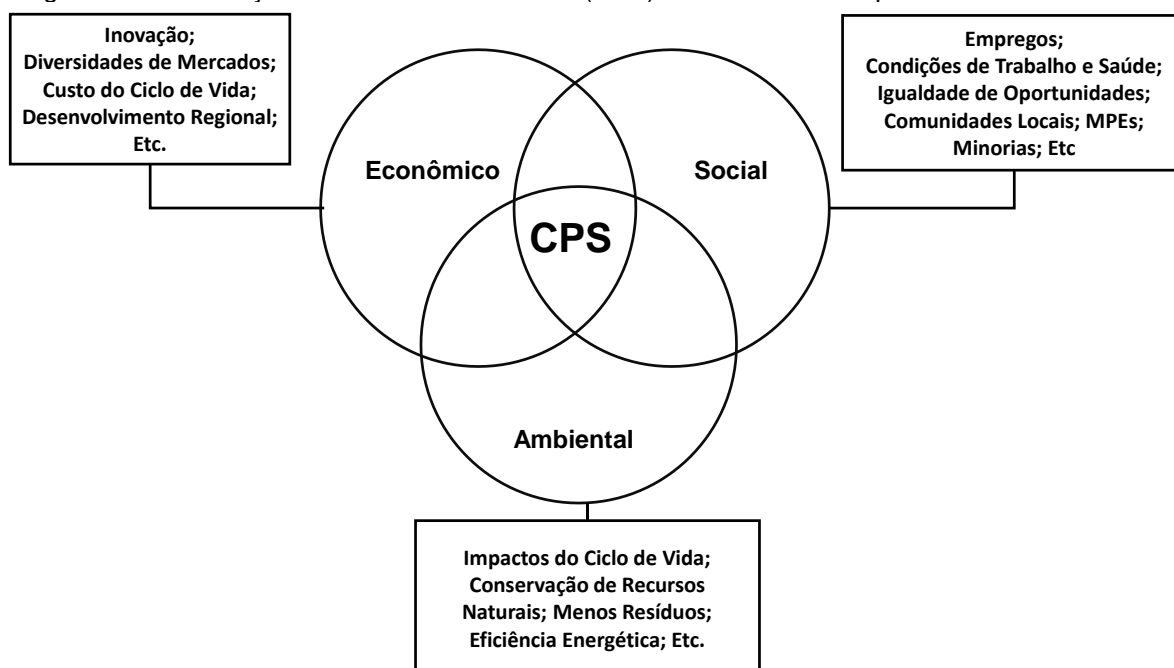 Inovação;
Diversidades de Mercados;
Custo do Ciclo de Vida;
Desenvolvimento Regional;
Etc.
Empregos;
Condições de Trabalho e Saúde;
Igualdade de Oportunidades;
Comunidades Locais; MPEs;
Minorias; Etc
Econômico
Social
CPS
Ambiental
Impactos do Ciclo de Vida;
Conservação de Recursos
Naturais; Menos Resíduos;
Eficiência Energética; Etc.